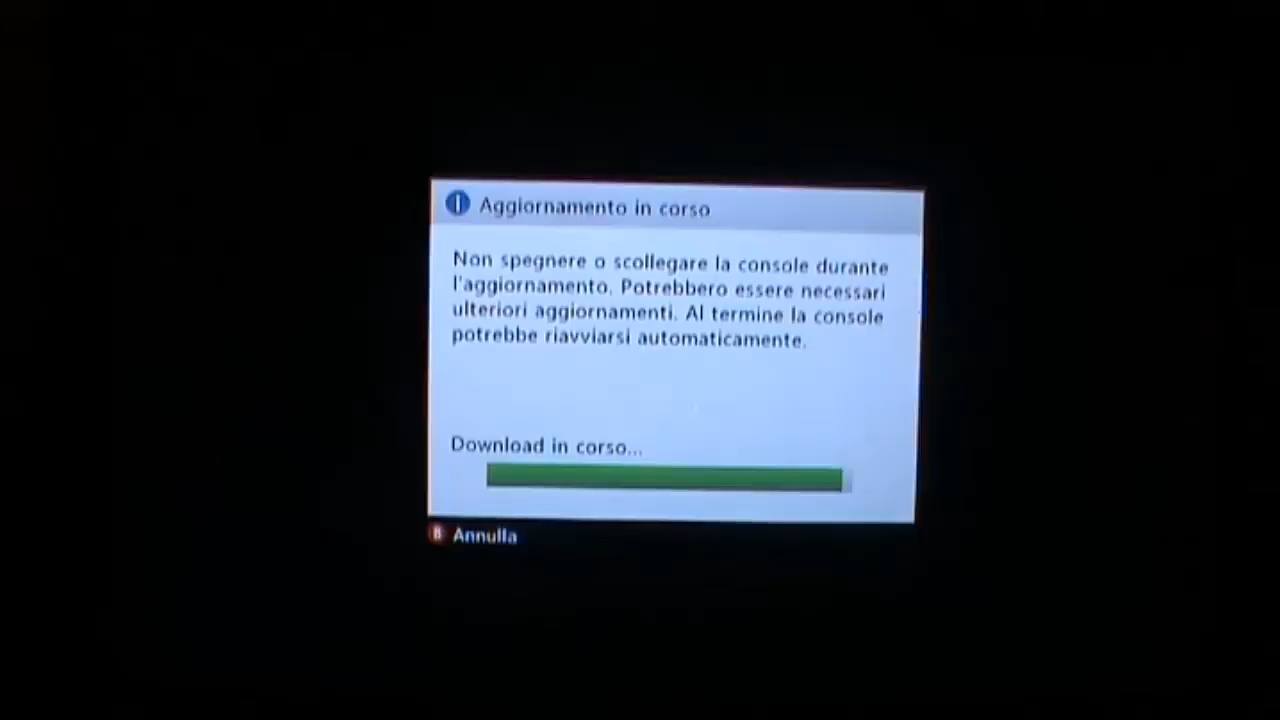 Aggiornamento in corso
Non spegnere o scollegare la console durante
l'aggiornamento. Potrebbero essere necessari
ulteriori aggiornamenti. Al termine la console
potrebbe riavviarsi automaticamente.
Download in corso...
B Annulla